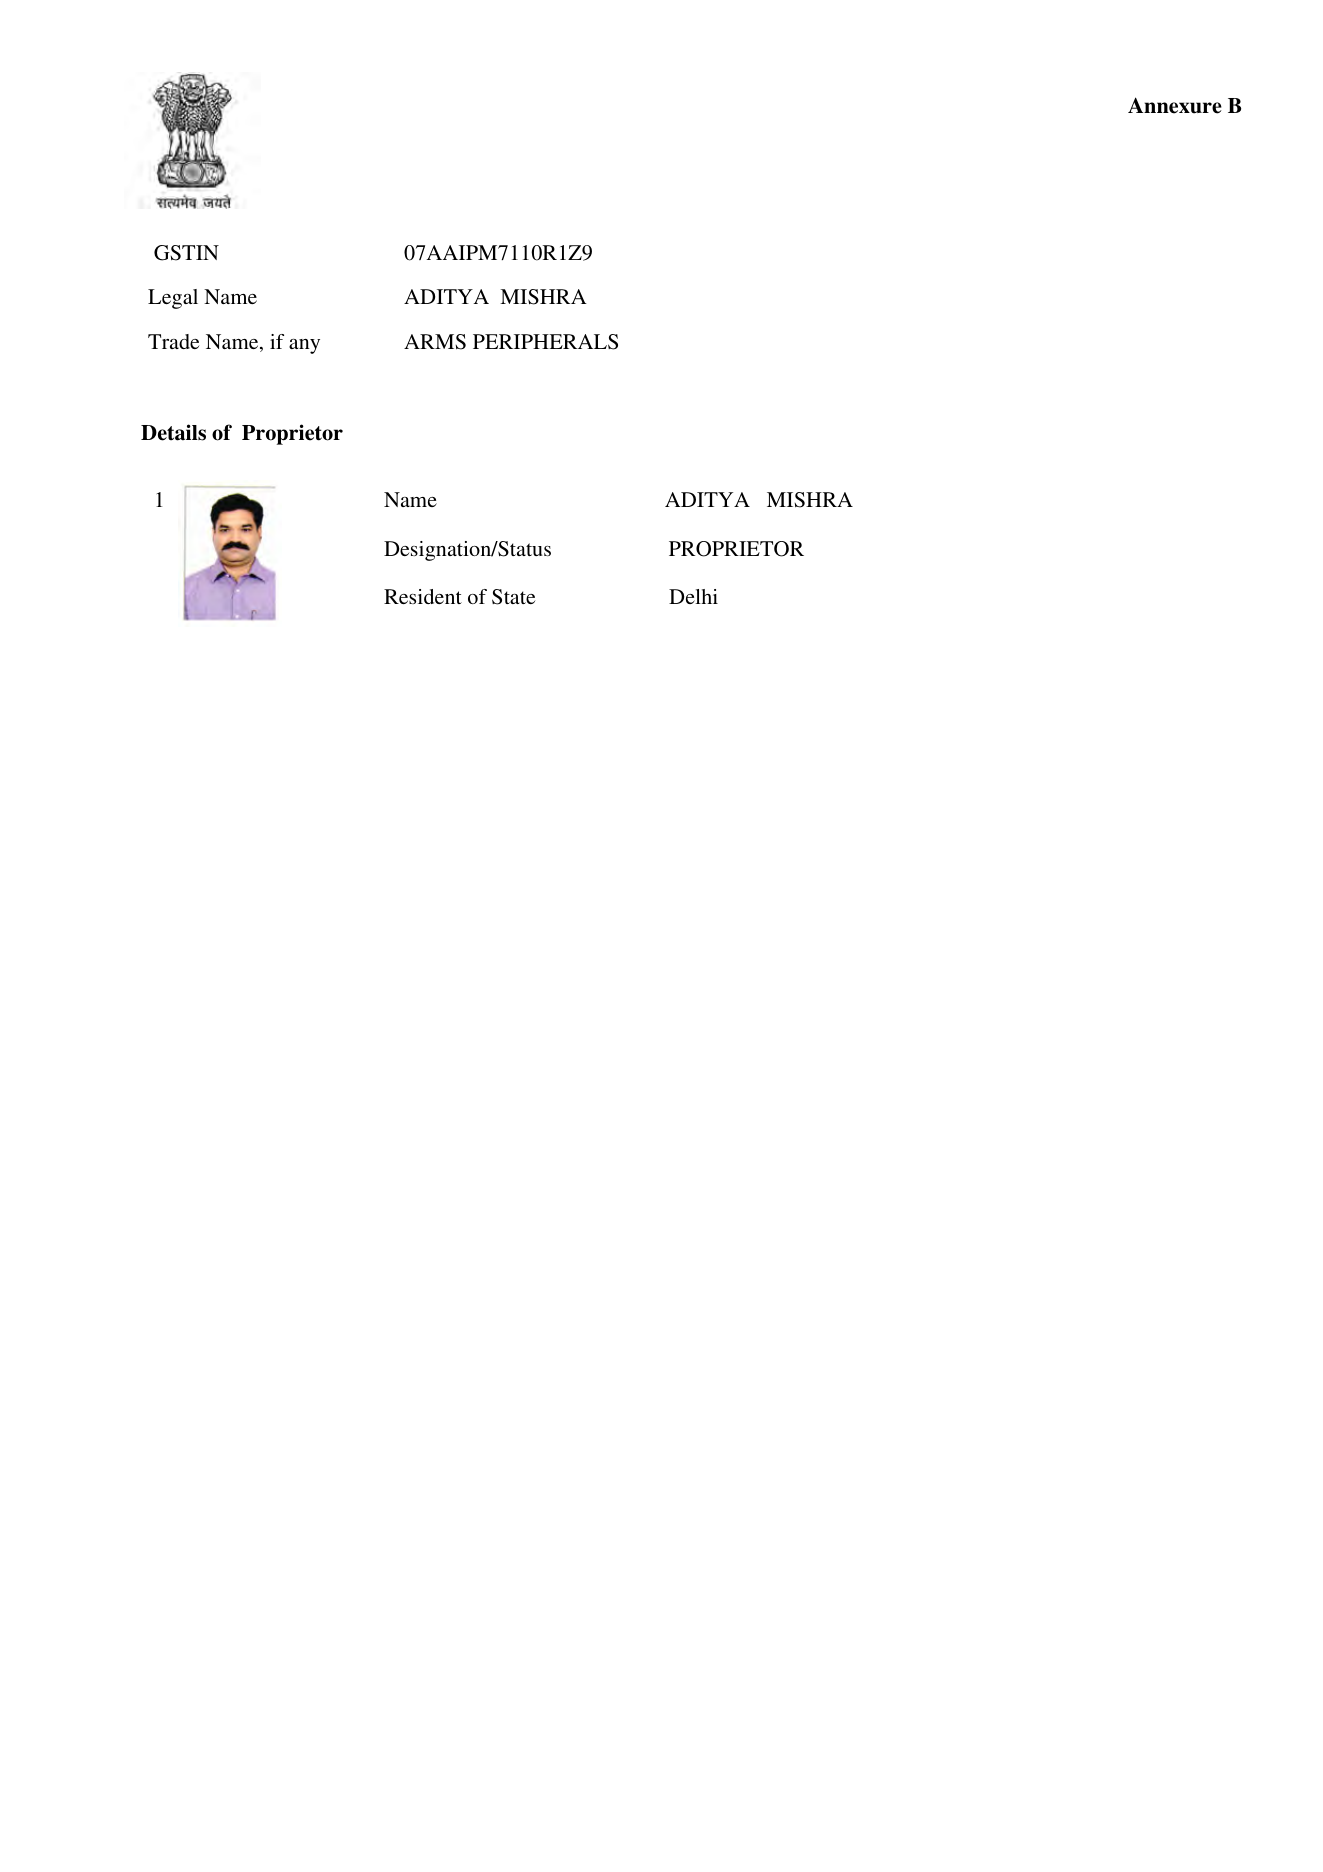 Annexure B
सत्यमेव जयते
GSTIN 07AAIPM7110R1Z9
Legal Name ADITYA MISHRA
Trade Name, if any ARMS PERIPHERALS
Details of Proprietor
1 Name ADITYA MISHRA
Designation/Status PROPRIETOR
Resident of State Delhi